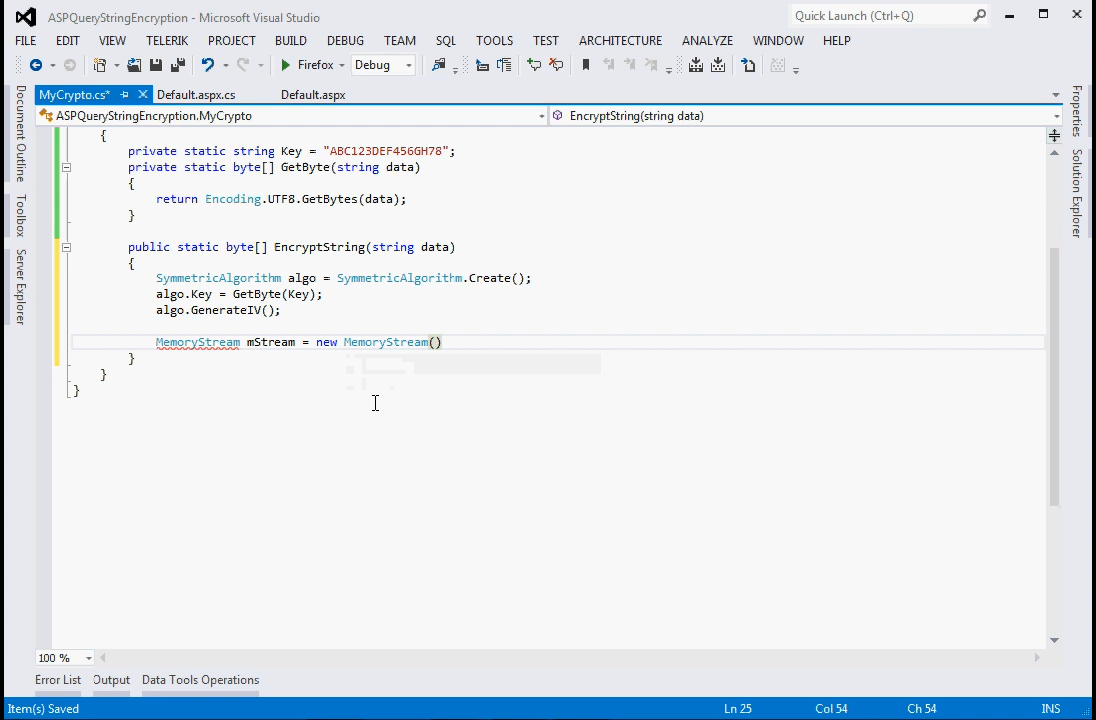 ASPQueryStringEncryption - Microsoft Visual Studio
Quick Launch (Ctrl+Q)
FILE EDIT VIEW TELERIK PROJECT BUILD DEBUG TEAM SQL TOOLS TEST ARCHITECTURE ANALYZE WINDOW HELP
Firefox Debug
MyCrypto.cs* Default.aspx.cs Default.aspx
ASPQueryStringEncryption.MyCrypto EncryptString(string data)
Document Outline
Toolbox
Server Explorer
Properties
Solution Explorer
{
private static string Key = "ABC123DEF456GH78";
private static byte[] GetByte(string data)
{
return Encoding.UTF8.GetBytes(data);
}
public static byte[] EncryptString(string data)
{
SymmetricAlgorithm algo = SymmetricAlgorithm.Create();
algo.Key = GetByte(Key);
algo.GenerateIV();
MemoryStream mStream = new MemoryStream()
}
}
}
100 %
Error List Output Data Tools Operations
Item(s) Saved Ln 25 Col 54 Ch 54 INS